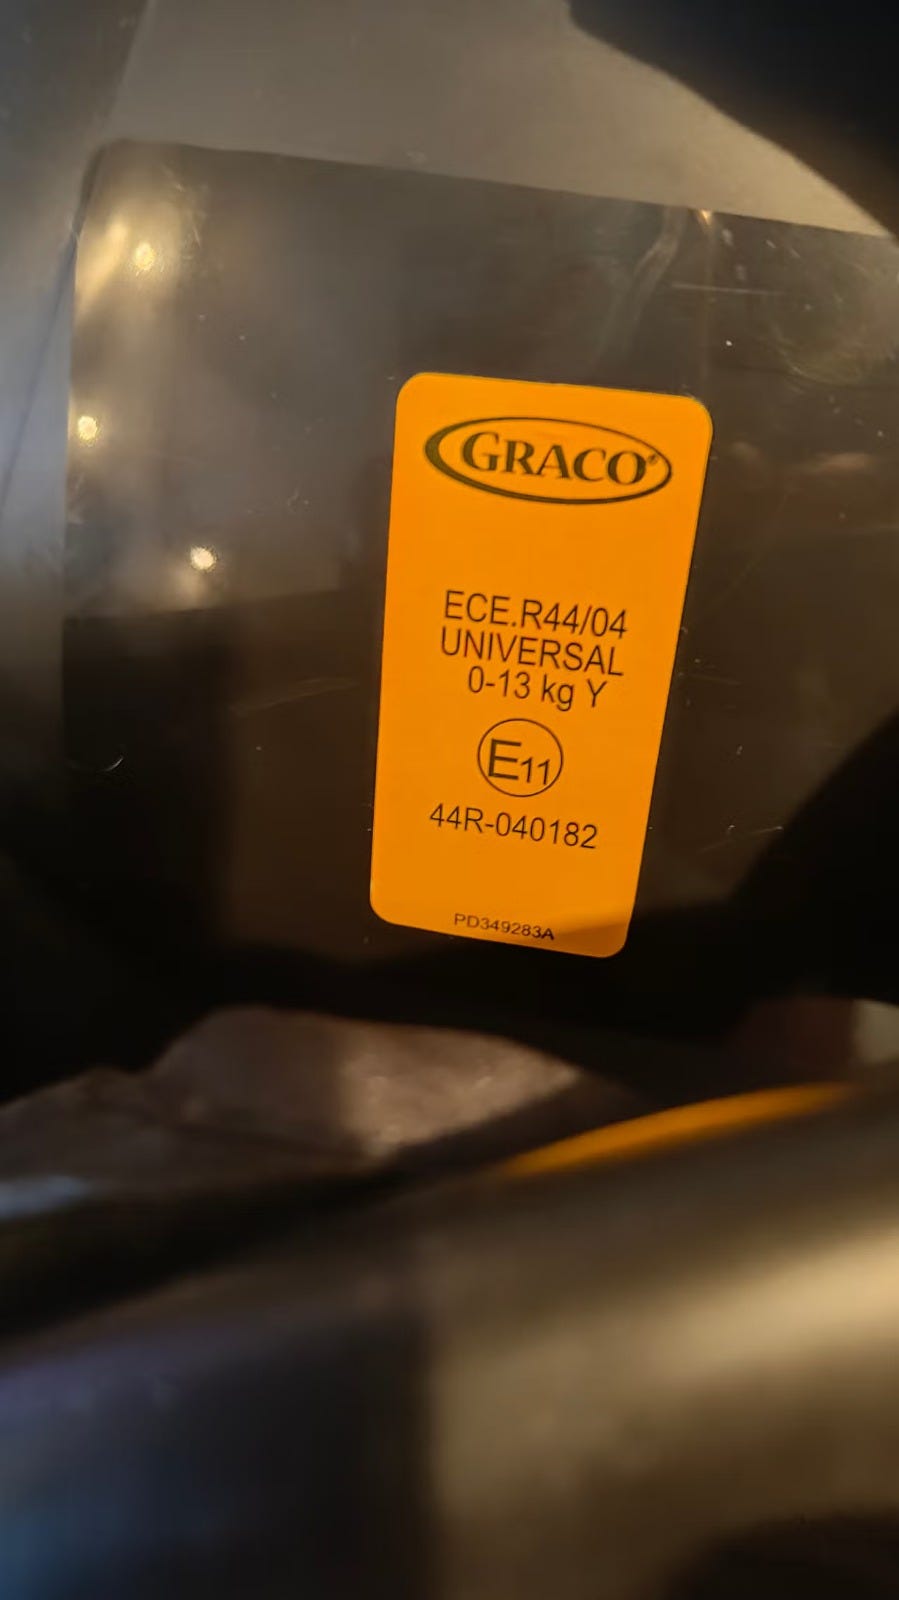 GRACO®
ECE.R44/04
UNIVERSAL
0-13 kg Y
E11
44R-040182
PD349283A